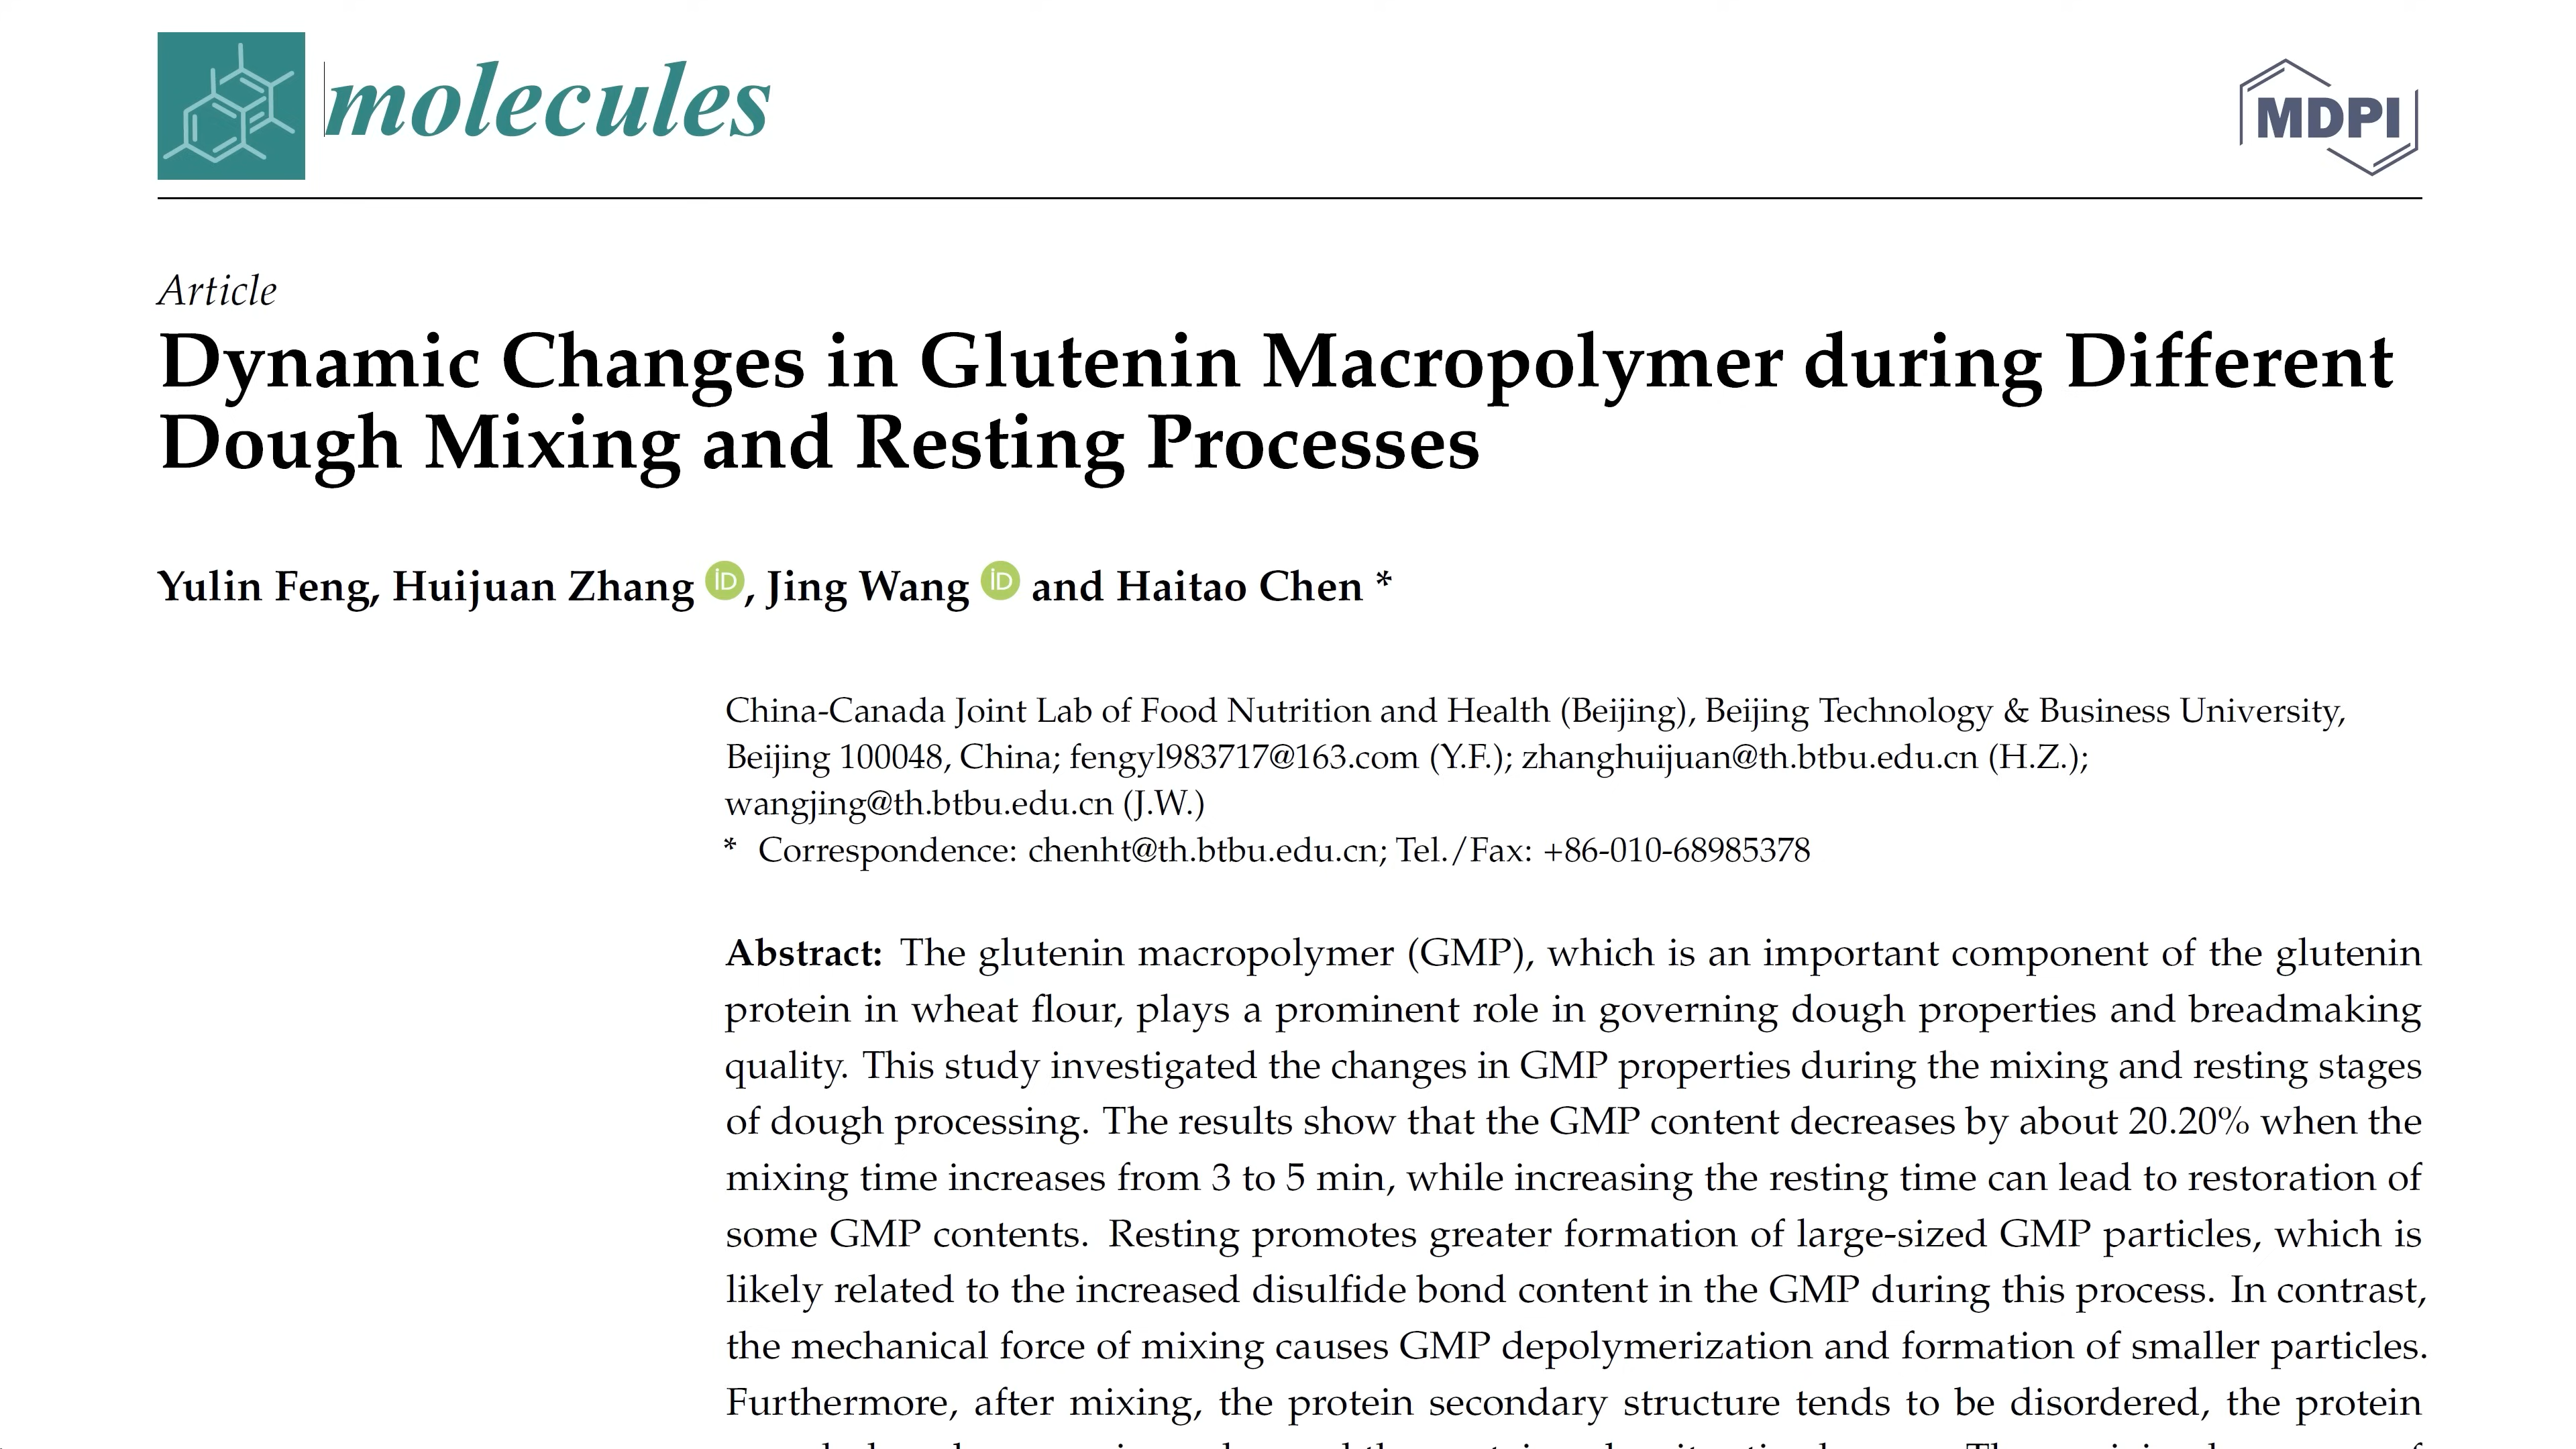 molecules
MDPI
Article
Dynamic Changes in Glutenin Macropolymer during Different
Dough Mixing and Resting Processes
Yulin Feng, Huijuan Zhang iD, Jing Wang iD and Haitao Chen *
China-Canada Joint Lab of Food Nutrition and Health (Beijing), Beijing Technology & Business University,
Beijing 100048, China; fengyl983717@163.com (Y.F.); zhanghuijuan@th.btbu.edu.cn (H.Z.);
wangjing@th.btbu.edu.cn (J.W.)
* Correspondence: chenht@th.btbu.edu.cn; Tel./Fax: +86-010-68985378
Abstract: The glutenin macropolymer (GMP), which is an important component of the glutenin
protein in wheat flour, plays a prominent role in governing dough properties and breadmaking
quality. This study investigated the changes in GMP properties during the mixing and resting stages
of dough processing. The results show that the GMP content decreases by about 20.20% when the
mixing time increases from 3 to 5 min, while increasing the resting time can lead to restoration of
some GMP contents. Resting promotes greater formation of large-sized GMP particles, which is
likely related to the increased disulfide bond content in the GMP during this process. In contrast,
the mechanical force of mixing causes GMP depolymerization and formation of smaller particles.
Furthermore, after mixing, the protein secondary structure tends to be disordered, the protein